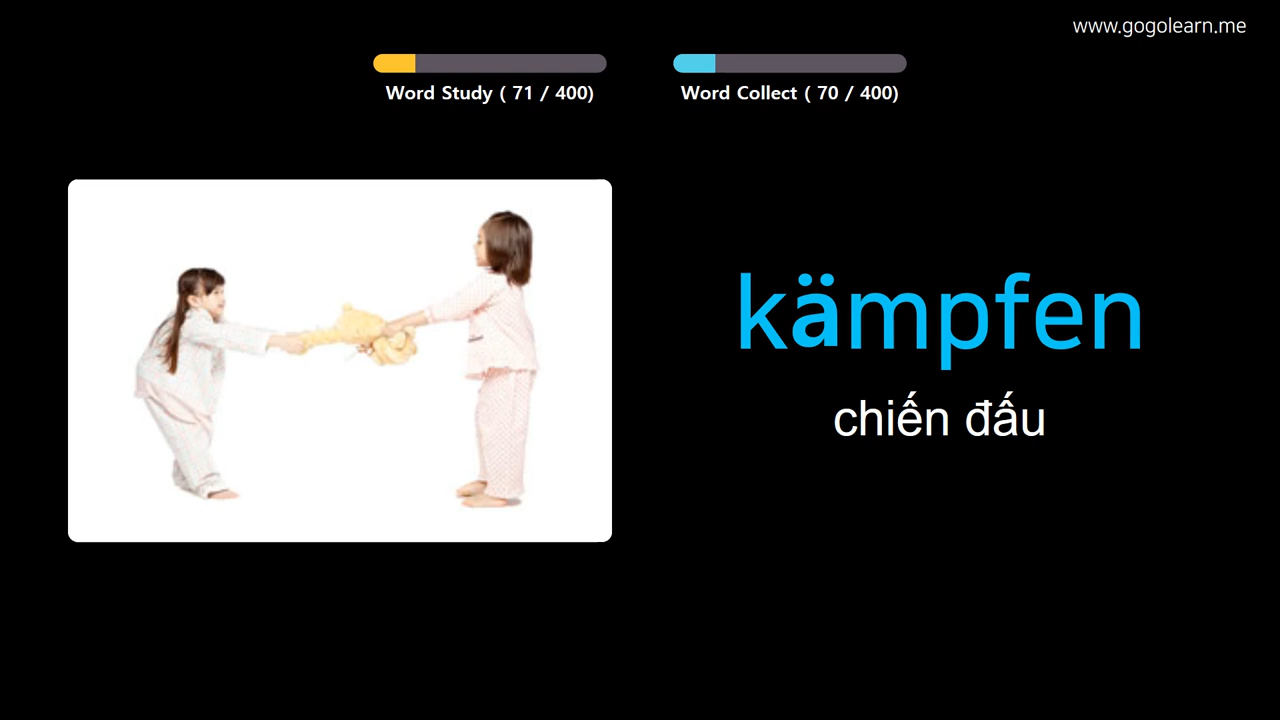 www.gogolearn.me
Word Study ( 71 / 400)
Word Collect ( 70 / 400)
kämpfen
chiến đấu